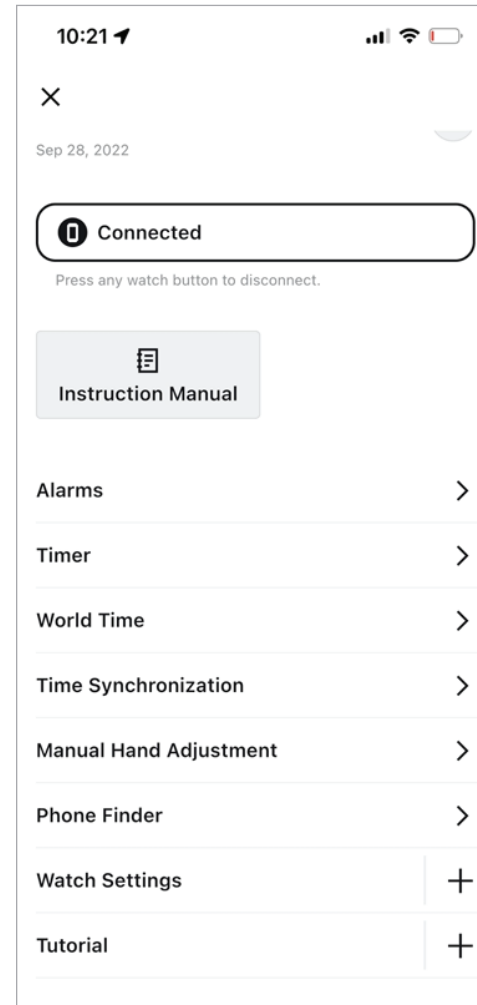 10:21
Sep 28, 2022
Connected
Press any watch button to disconnect.
Instruction Manual
Alarms
Timer
World Time
Time Synchronization
Manual Hand Adjustment
Phone Finder
Watch Settings
Tutorial